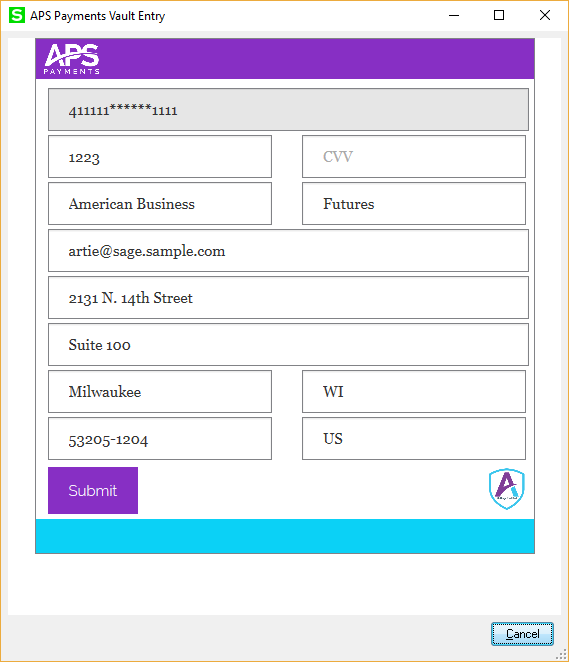 S APS Payments Vault Entry
APS
PAYMENTS
411111******1111
1223 CVV
American Business Futures
artie@sage.sample.com
2131 N. 14th Street
Suite 100
Milwaukee WI
53205-1204 US
Submit A
Cancel